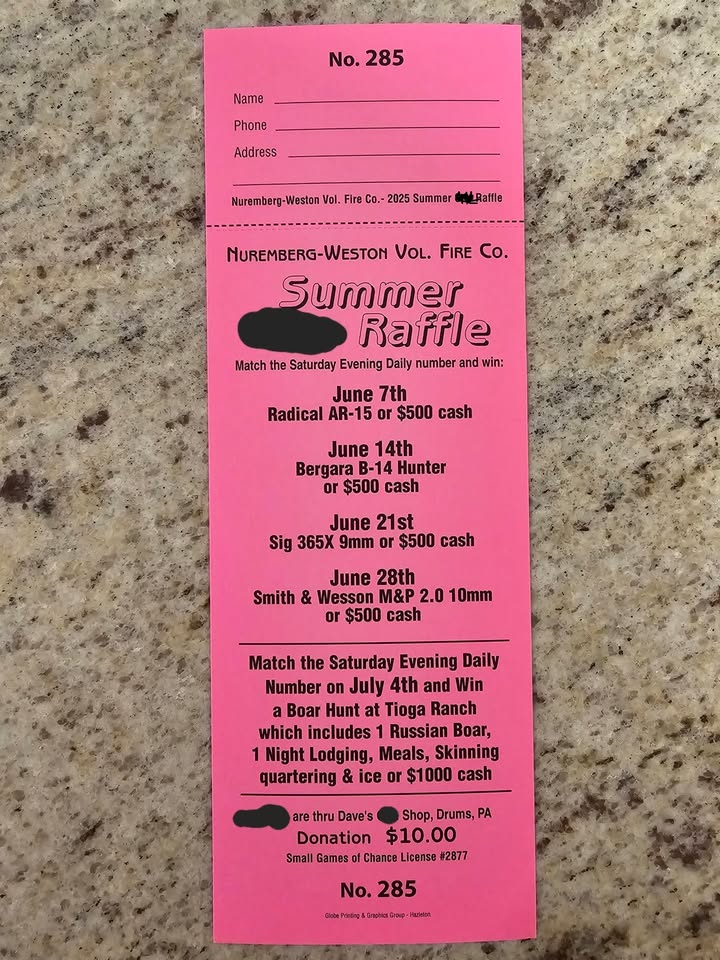 No. 285
Name
Phone
Address
Nuremberg-Weston Vol. Fire Co.- 2025 Summer Raffle
NUREMBERG-WESTON VOL. FIRE CO.
Summer
Raffle
Match the Saturday Evening Daily number and win:
June 7th
Radical AR-15 or $500 cash
June 14th
Bergara B-14 Hunter
or $500 cash
June 21st
Sig 365X 9mm or $500 cash
June 28th
Smith & Wesson M&P 2.0 10mm
or $500 cash
Match the Saturday Evening Daily
Number on July 4th and Win
a Boar Hunt at Tioga Ranch
which includes 1 Russian Boar,
1 Night Lodging, Meals, Skinning
quartering & ice or $1000 cash
are thru Dave's Shop, Drums, PA
Donation $10.00
Small Games of Chance License #2877
No. 285
Globe Printing & Graphics Group - Hazleton